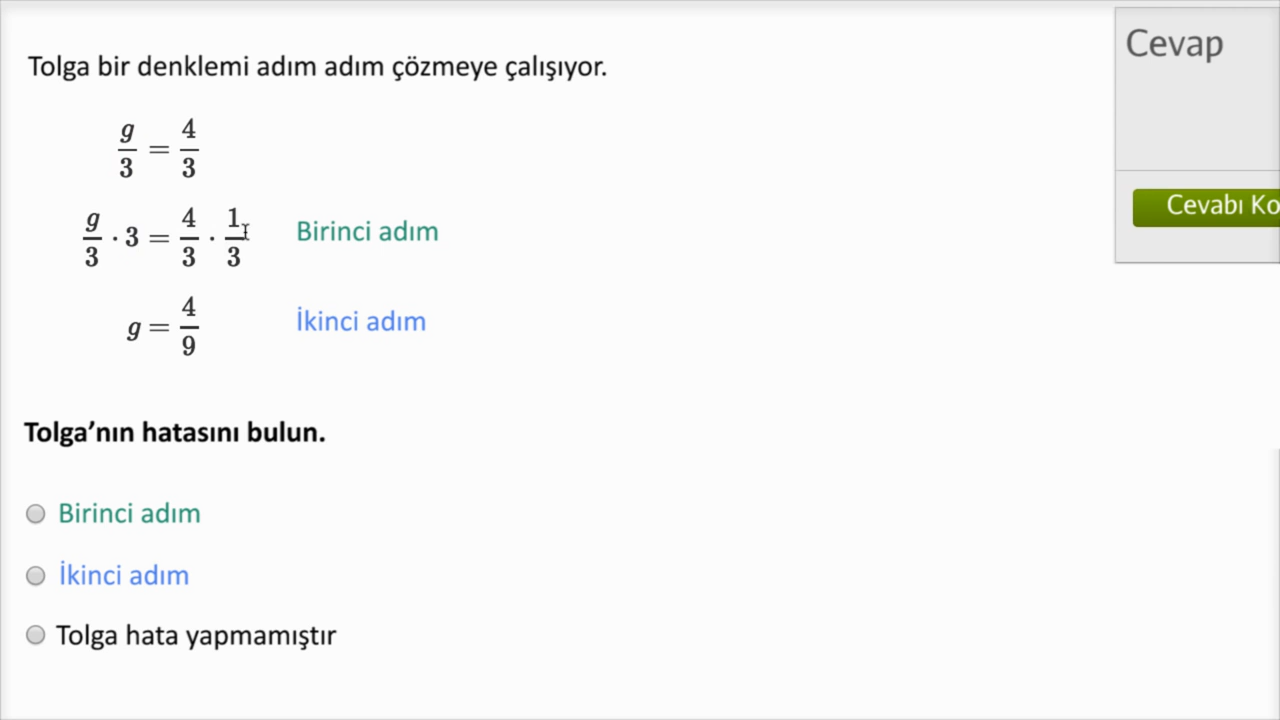 Tolga bir denklemi adım adım çözmeye çalışıyor.
g/3 = 4/3
g/3 · 3 = 4/3 · 1/3 Birinci adım
g = 4/9 İkinci adım
Tolga’nın hatasını bulun.
Birinci adım
İkinci adım
Tolga hata yapmamıştır
Cevap
Cevabı